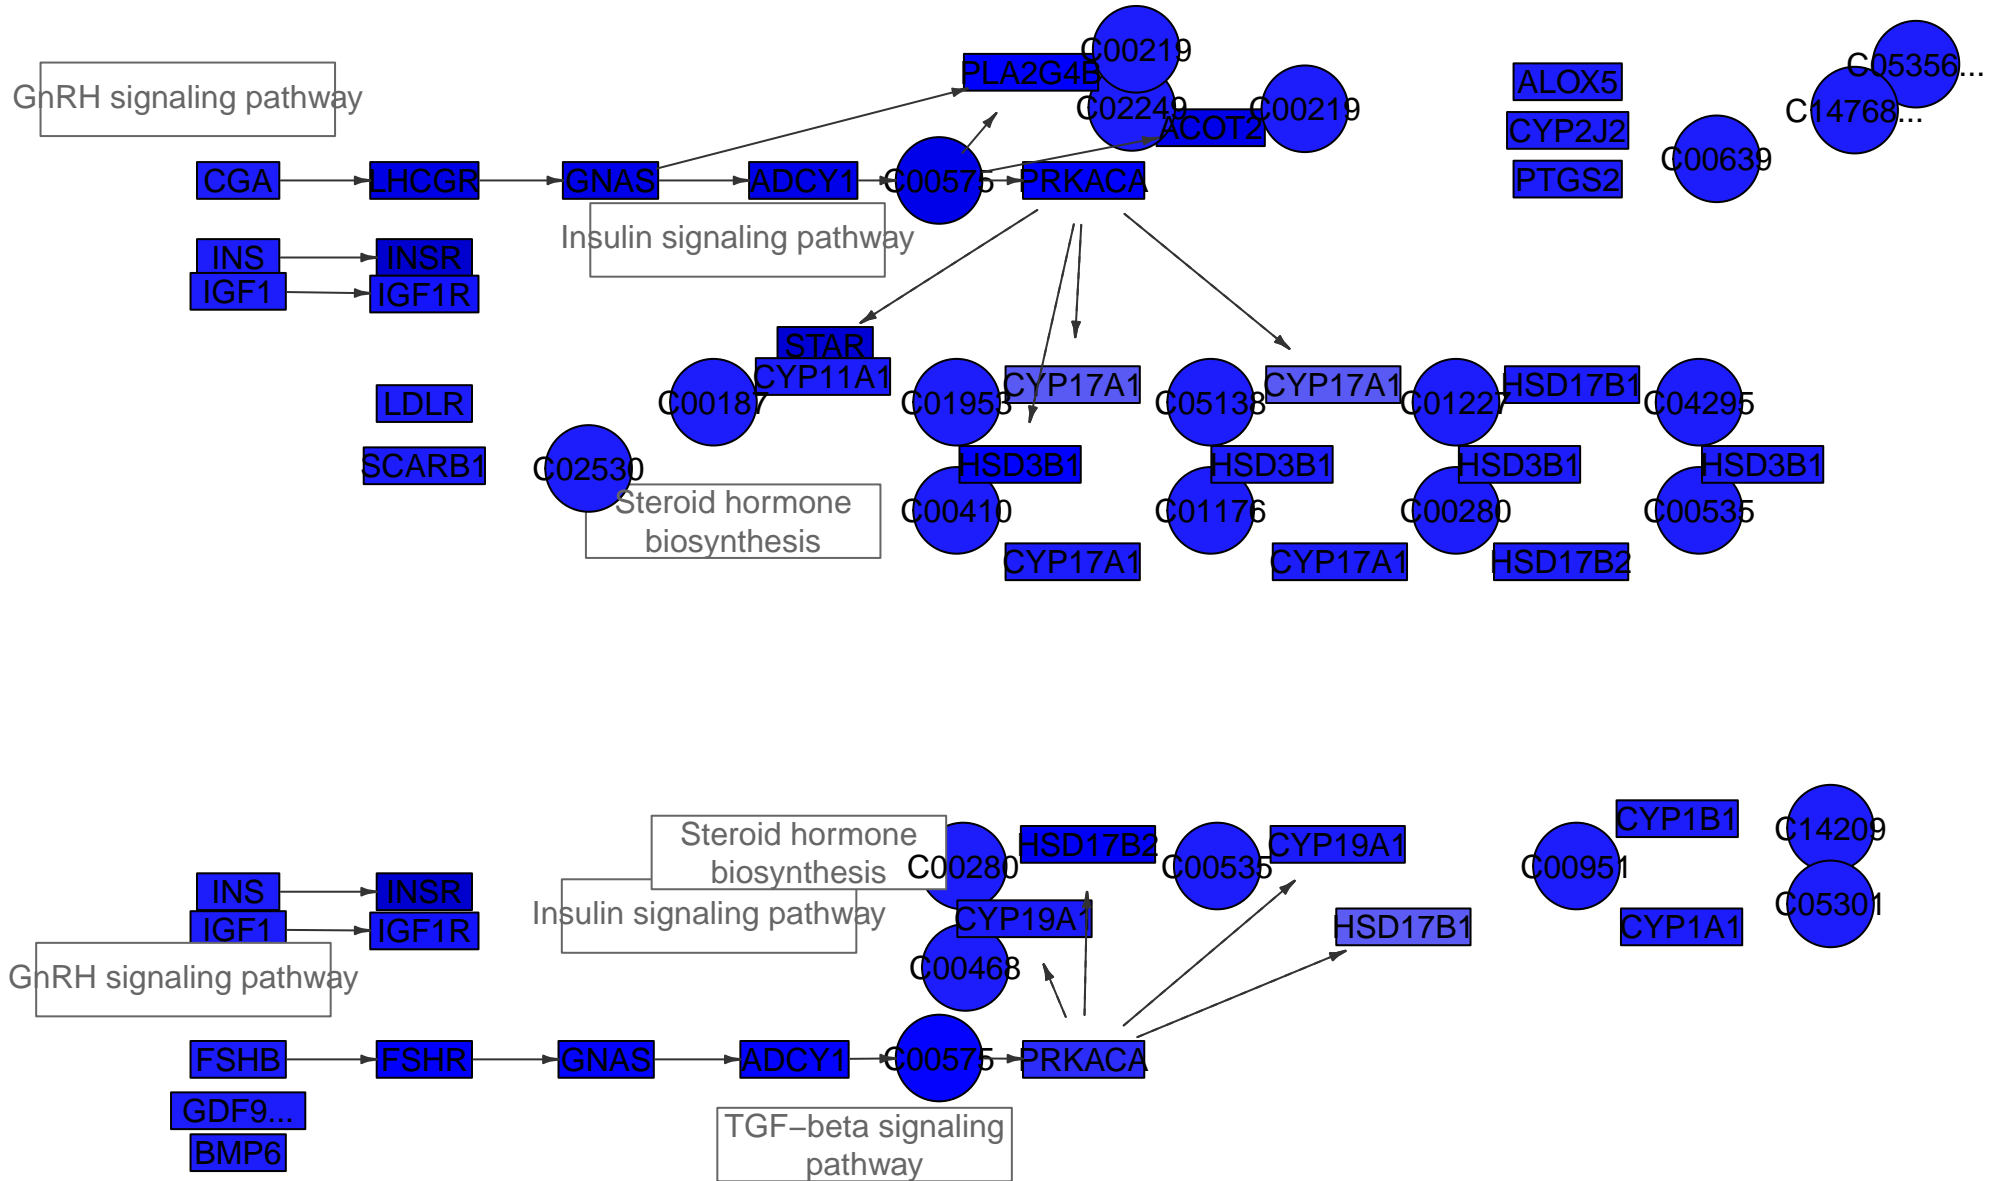 C00219
PLA2G4B
ALOX5
C05356...
GnRH signaling pathway
C02249
C00219
C14768...
ACOT2
CYP2J2
C00639
CGA
LHCGR
GNAS
ADCY1
C00575
PRKACA
PTGS2
Insulin signaling pathway
INS
INSR
IGF1
IGF1R
STAR
CYP11A1
CYP17A1
CYP17A1
HSD17B1
LDLR
C00187
C01953
C05138
C01227
C04295
SCARB1
C02530
HSD3B1
HSD3B1
HSD3B1
HSD3B1
Steroid hormone
biosynthesis
C00410
C01176
C00280
C00535
CYP17A1
CYP17A1
HSD17B2
Steroid hormone
biosynthesis
C00280
HSD17B2
C00535
CYP19A1
CYP1B1
C14209
C00951
INS
INSR
Insulin signaling pathway
CYP19A1
HSD17B1
CYP1A1
C05301
IGF1
IGF1R
GnRH signaling pathway
C00468
FSHB
FSHR
GNAS
ADCY1
C00575
PRKACA
GDF9...
BMP6
TGF−beta signaling
pathway